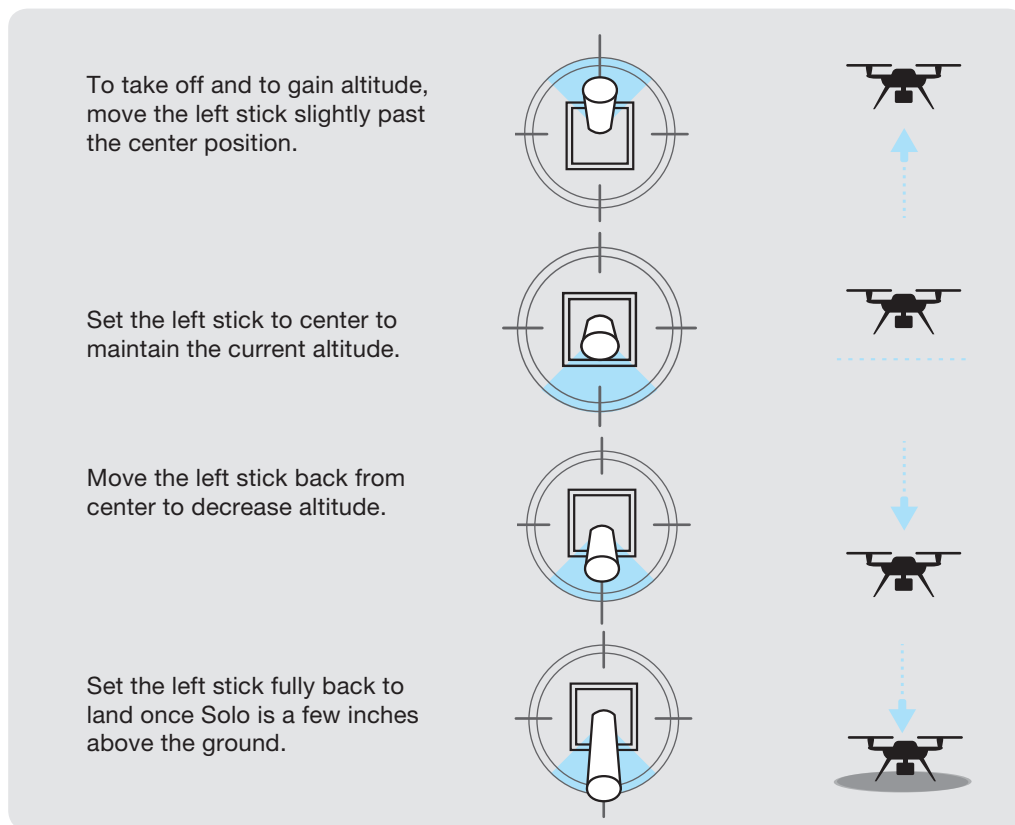 To take off and to gain altitude,
move the left stick slightly past
the center position.
Set the left stick to center to
maintain the current altitude.
Move the left stick back from
center to decrease altitude.
Set the left stick fully back to
land once Solo is a few inches
above the ground.